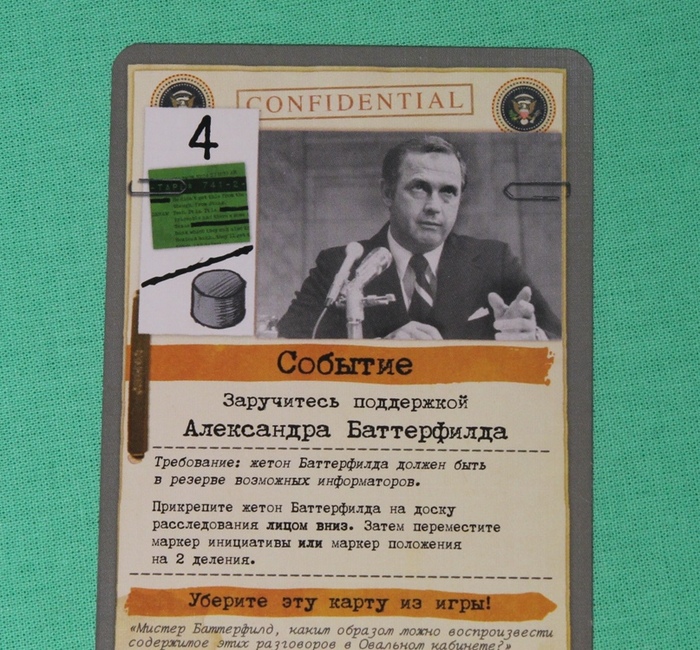 CONFIDENTIAL
4
Событие
Заручитесь поддержкой
Александра Баттерфилда
Требование: жетон Баттерфилда должен быть
в резерве возможных информаторов.
Прикрепите жетон Баттерфилда на доску
расследования лицом вниз. Затем переместите
маркер инициативы или маркер положения
на 2 деления.
Уберите эту карту из игры!
«Мистер Баттерфилд, каким образом можно воспроизвести
содержимое этих разговоров в Овальном кабинете?»